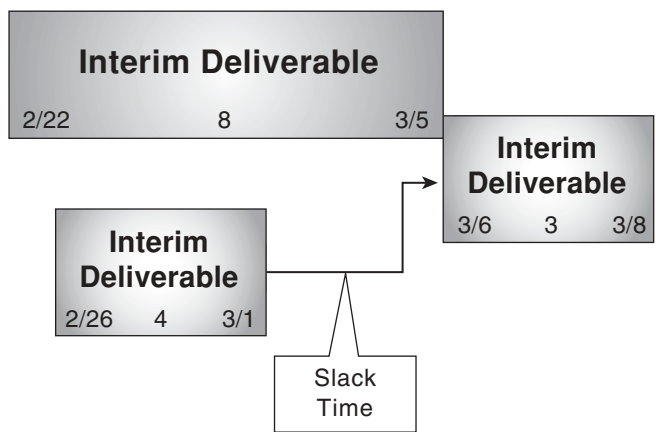 Interim Deliverable
2/22 8 3/5
Interim
Deliverable
3/6 3 3/8
Interim
Deliverable
2/26 4 3/1
Slack
Time